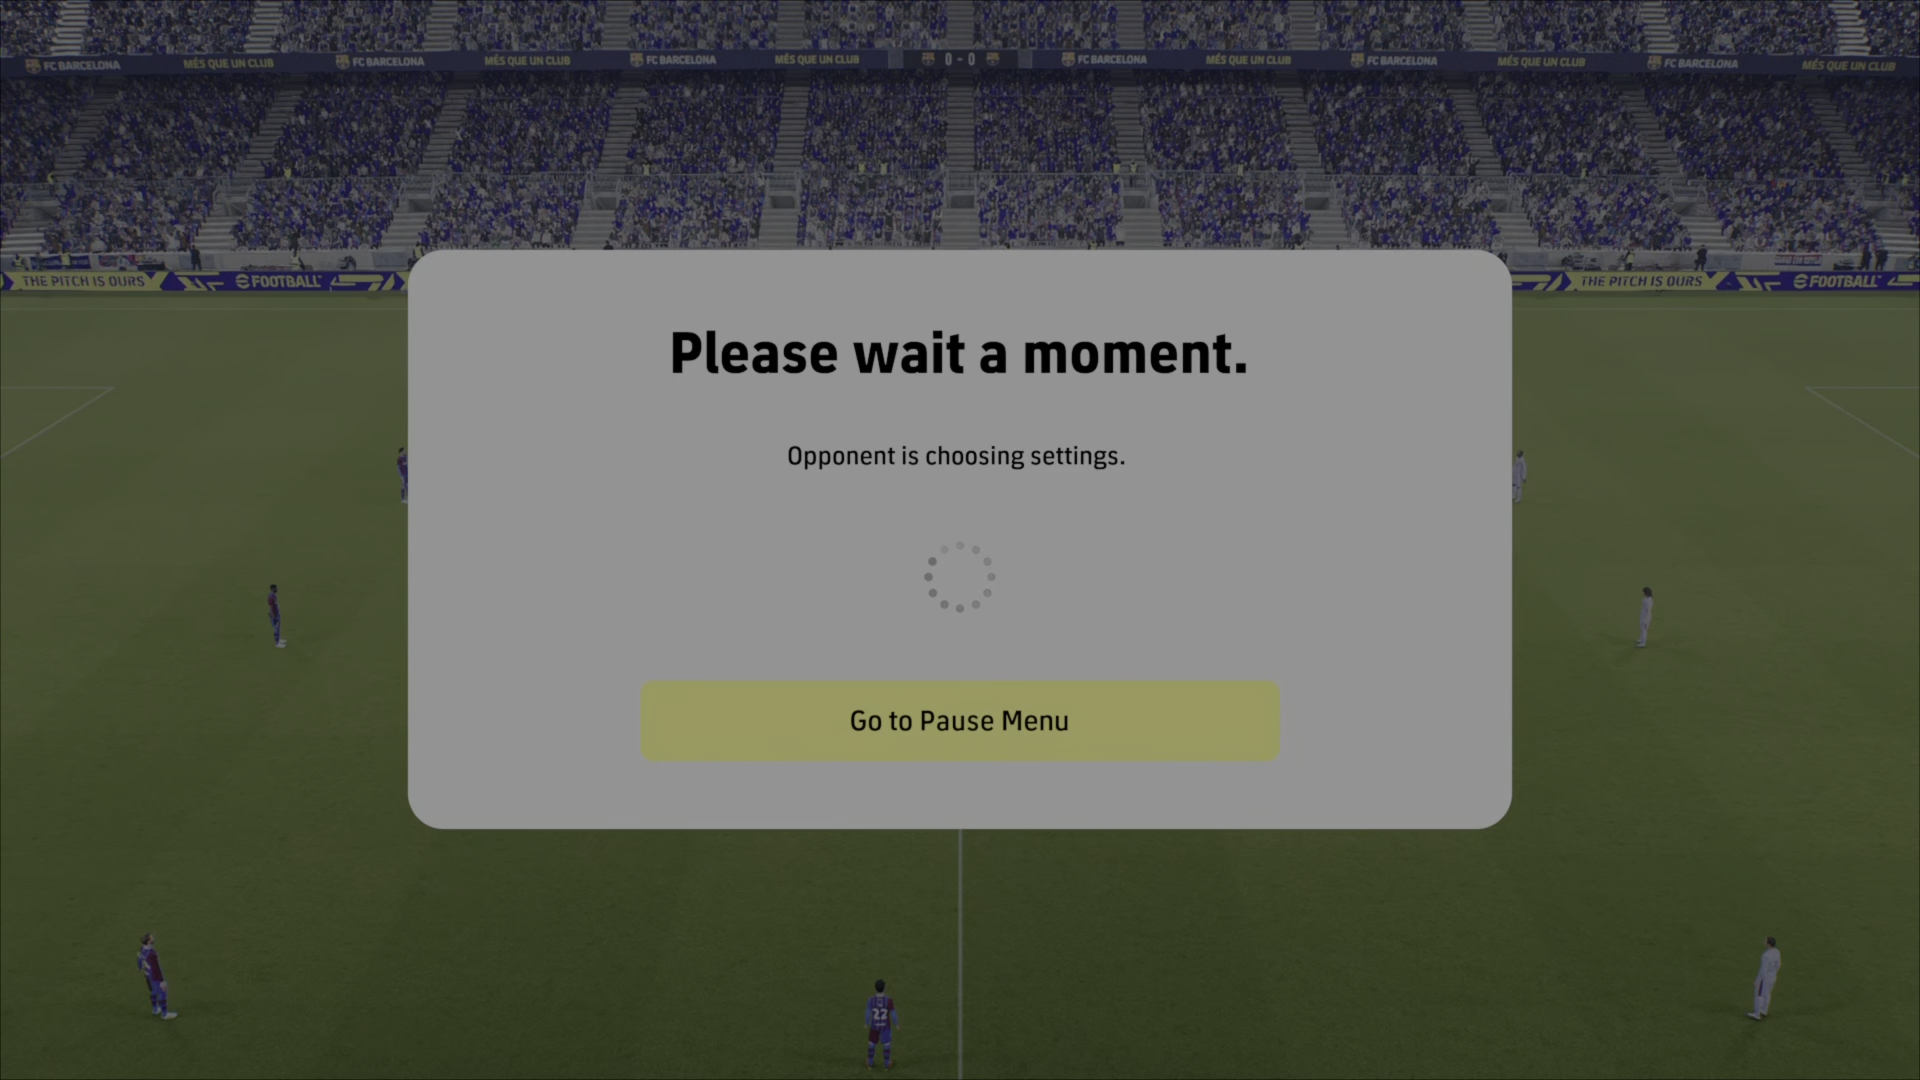 FC BARCELONA MÉS QUE UN CLUB FC BARCELONA MÉS QUE UN CLUB FC BARCELONA MÉS QUE UN CLUB 0 - 0 FC BARCELONA MÉS QUE UN CLUB FC BARCELONA MÉS QUE UN CLUB FC BARCELONA MÉS QUE UN CLUB
THE PITCH IS OURS eFOOTBALL™ THE PITCH IS OURS eFOOTBALL™
Please wait a moment.
Opponent is choosing settings.
Go to Pause Menu
22